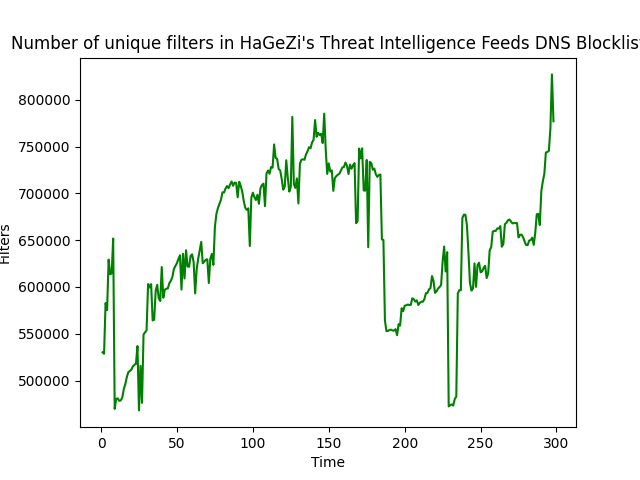 Number of unique filters in HaGeZi's Threat Intelligence Feeds DNS Blocklis
800000
750000
700000
650000
600000
550000
500000
Filters
0 50 100 150 200 250 300
Time